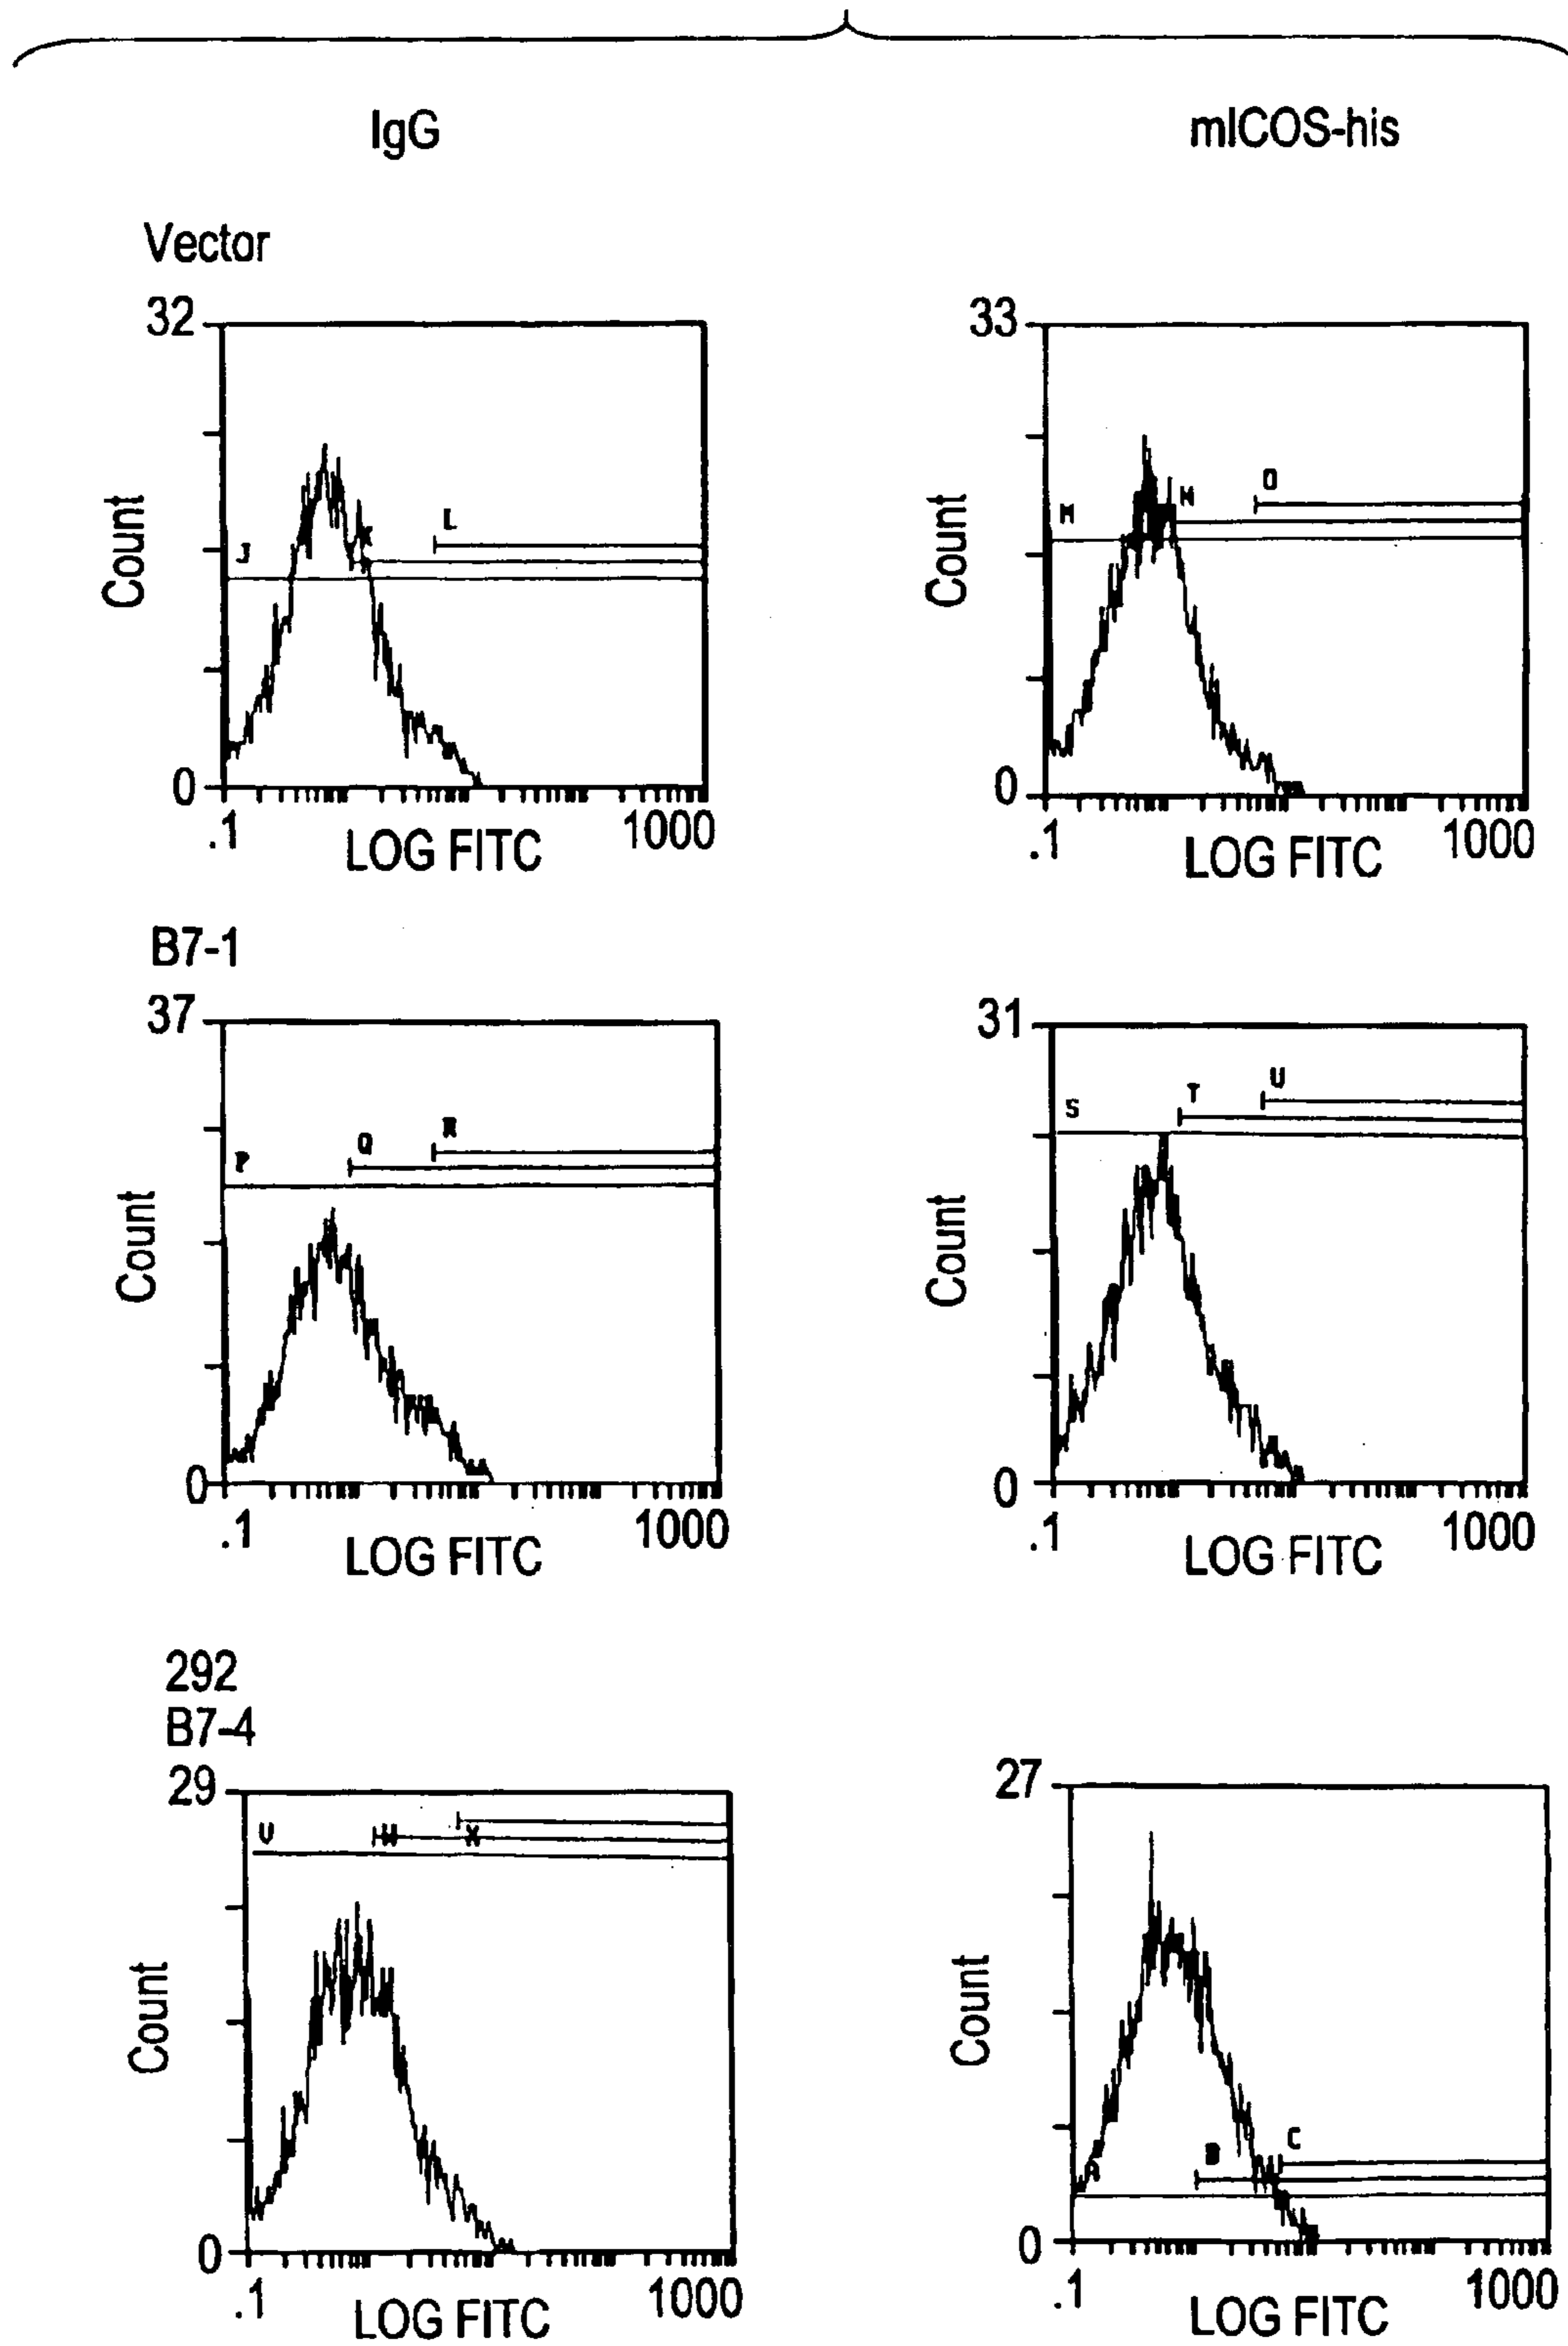 IgG mICOS-his
Vector
32
33
Count
J
K
L
0
.1
1000
LOG FITC
Count
M
N
O
0
.1
1000
LOG FITC
B7-1
37
31
Count
P
Q
R
0
.1
1000
LOG FITC
Count
S
T
U
0
.1
1000
LOG FITC
292
B7-4
29
27
Count
V
W
X
0
.1
1000
LOG FITC
Count
A
B
C
0
.1
1000
LOG FITC